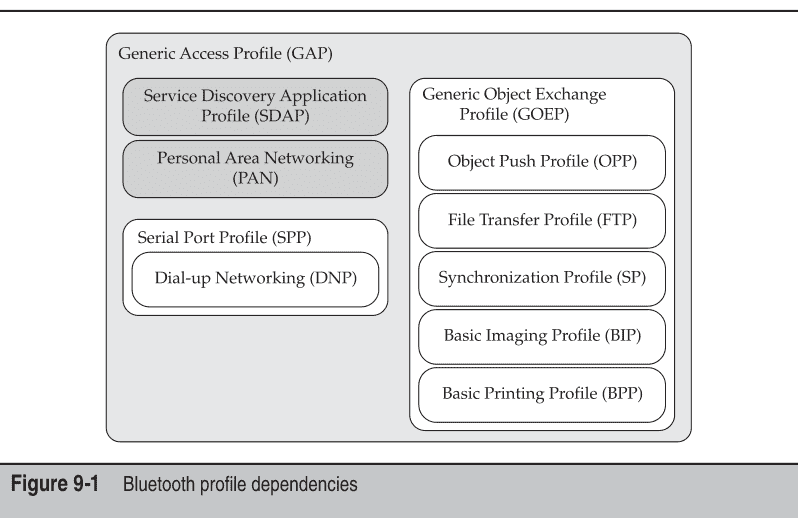 Generic Access Profile (GAP)
Service Discovery Application
Profile (SDAP)
Personal Area Networking
(PAN)
Serial Port Profile (SPP)
Dial-up Networking (DNP)
Generic Object Exchange
Profile (GOEP)
Object Push Profile (OPP)
File Transfer Profile (FTP)
Synchronization Profile (SP)
Basic Imaging Profile (BIP)
Basic Printing Profile (BPP)
Figure 9-1 Bluetooth profile dependencies